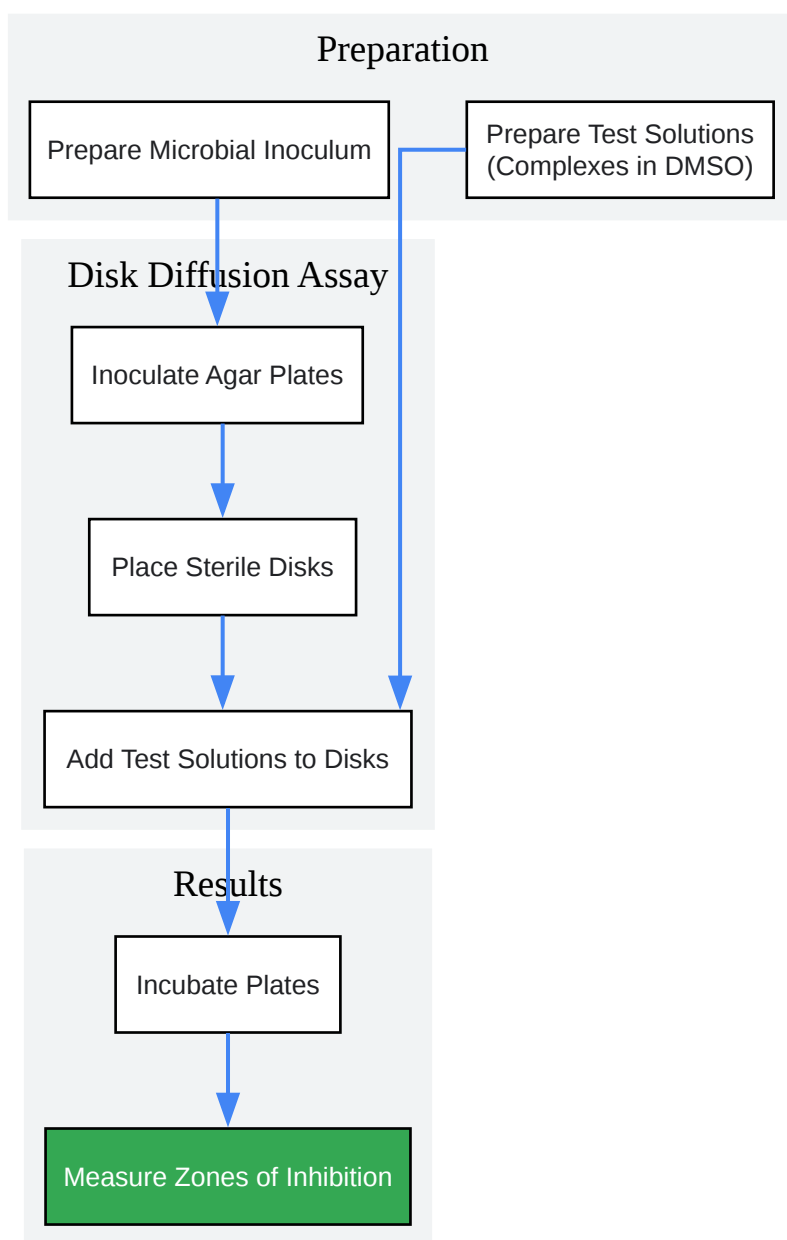 Preparation
Prepare Microbial Inoculum
Prepare Test Solutions
(Complexes in DMSO)
Disk Diffusion Assay
Inoculate Agar Plates
Place Sterile Disks
Add Test Solutions to Disks
Results
Incubate Plates
Measure Zones of Inhibition